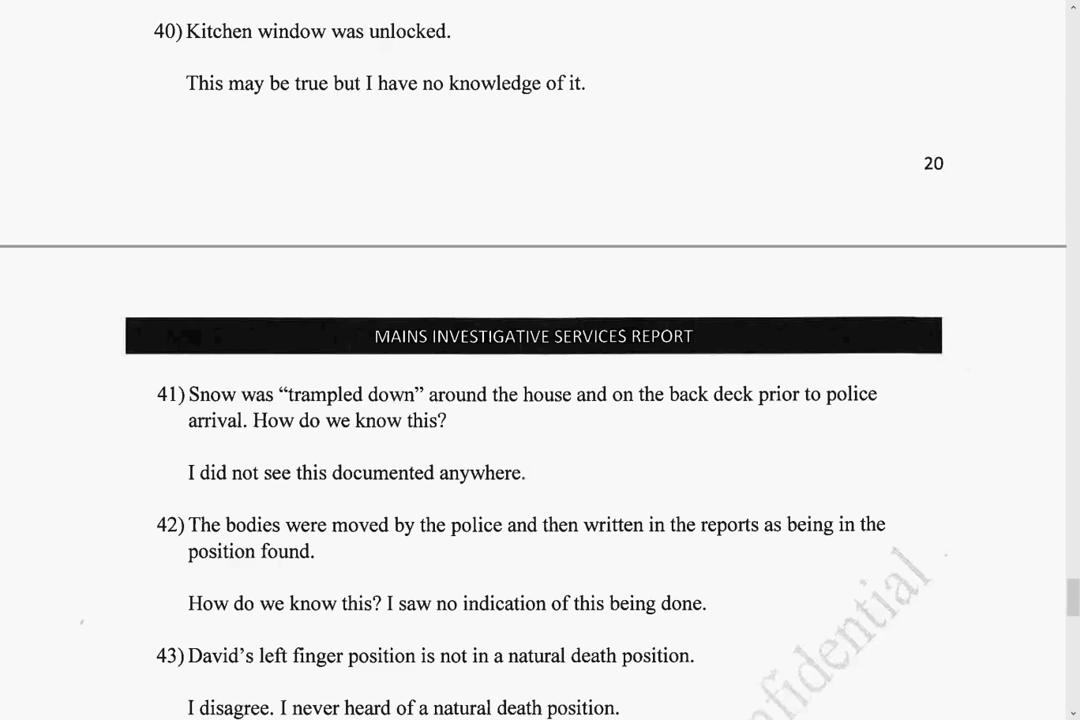 40) Kitchen window was unlocked.
This may be true but I have no knowledge of it.
20
MAINS INVESTIGATIVE SERVICES REPORT
41) Snow was “trampled down” around the house and on the back deck prior to police
arrival. How do we know this?
I did not see this documented anywhere.
42) The bodies were moved by the police and then written in the reports as being in the
position found.
How do we know this? I saw no indication of this being done.
43) David’s left finger position is not in a natural death position.
I disagree. I never heard of a natural death position.